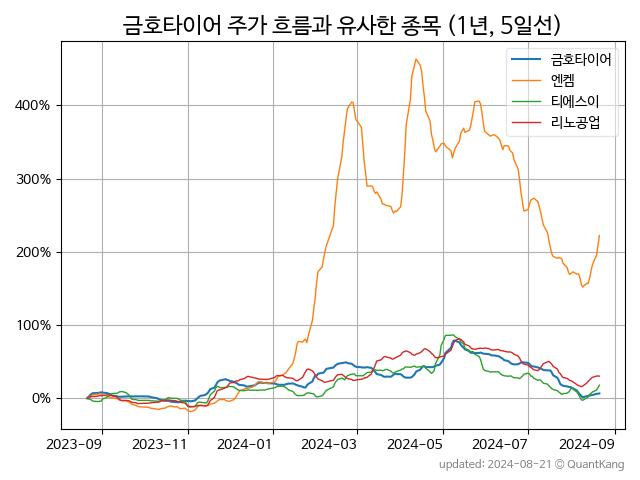 금호타이어 주가 흐름과 유사한 종목 (1년, 5일선)
금호타이어
엔켐
티에스이
리노공업
400%
300%
200%
100%
0%
2023-09 2023-11 2024-01 2024-03 2024-05 2024-07 2024-09
updated: 2024-08-21 © QuantKang